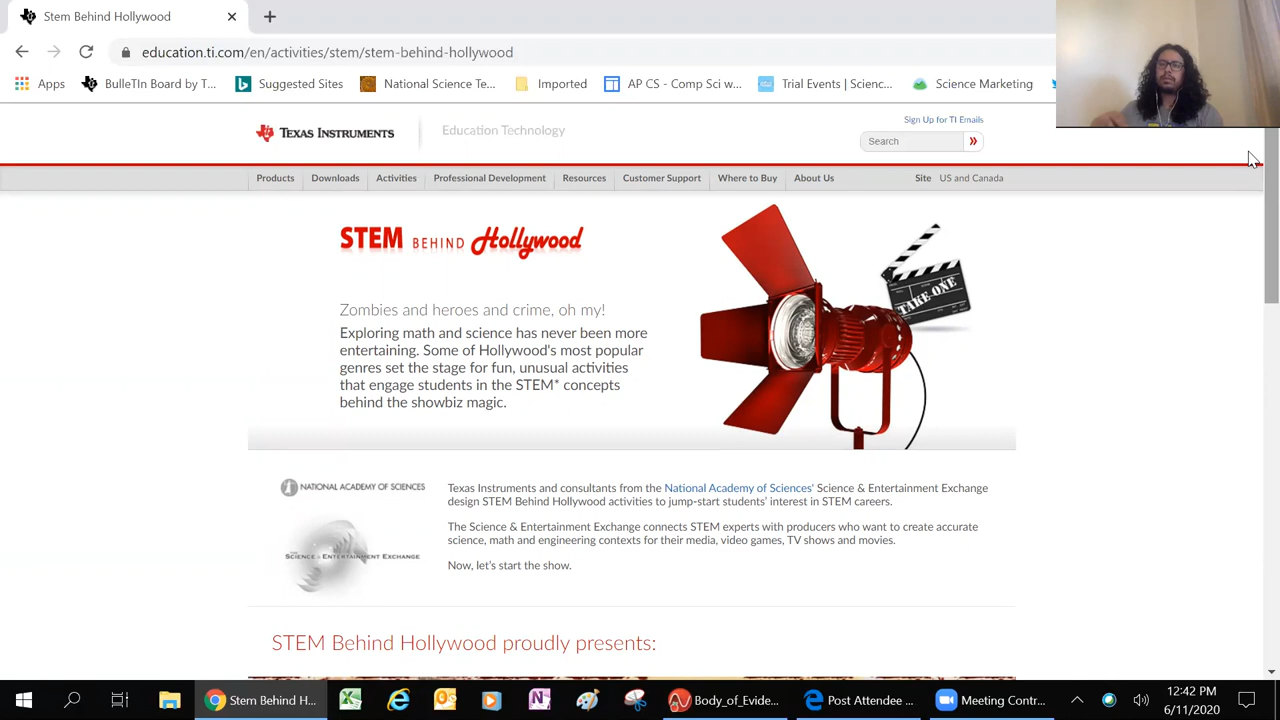 Stem Behind Hollywood
education.ti.com/en/activities/stem/stem-behind-hollywood
Apps BulleTIn Board by T... Suggested Sites National Science Te... Imported AP CS - Comp Sci w... Trial Events | Scienc... Science Marketing
TEXAS INSTRUMENTS Education Technology
Sign Up for TI Emails
Search
Products Downloads Activities Professional Development Resources Customer Support Where to Buy About Us Site US and Canada
STEM BEHIND Hollywood
TAKE ONE
Zombies and heroes and crime, oh my!
Exploring math and science has never been more
entertaining. Some of Hollywood's most popular
genres set the stage for fun, unusual activities
that engage students in the STEM* concepts
behind the showbiz magic.
NATIONAL ACADEMY OF SCIENCES
THE SCIENCE & ENTERTAINMENT EXCHANGE
Texas Instruments and consultants from the National Academy of Sciences' Science & Entertainment Exchange
design STEM Behind Hollywood activities to jump-start students' interest in STEM careers.
The Science & Entertainment Exchange connects STEM experts with producers who want to create accurate
science, math and engineering contexts for their media, video games, TV shows and movies.
Now, let's start the show.
STEM Behind Hollywood proudly presents:
Stem Behind H... Body_of_Evide... Post Attendee ... Meeting Contr...
12:42 PM
6/11/2020